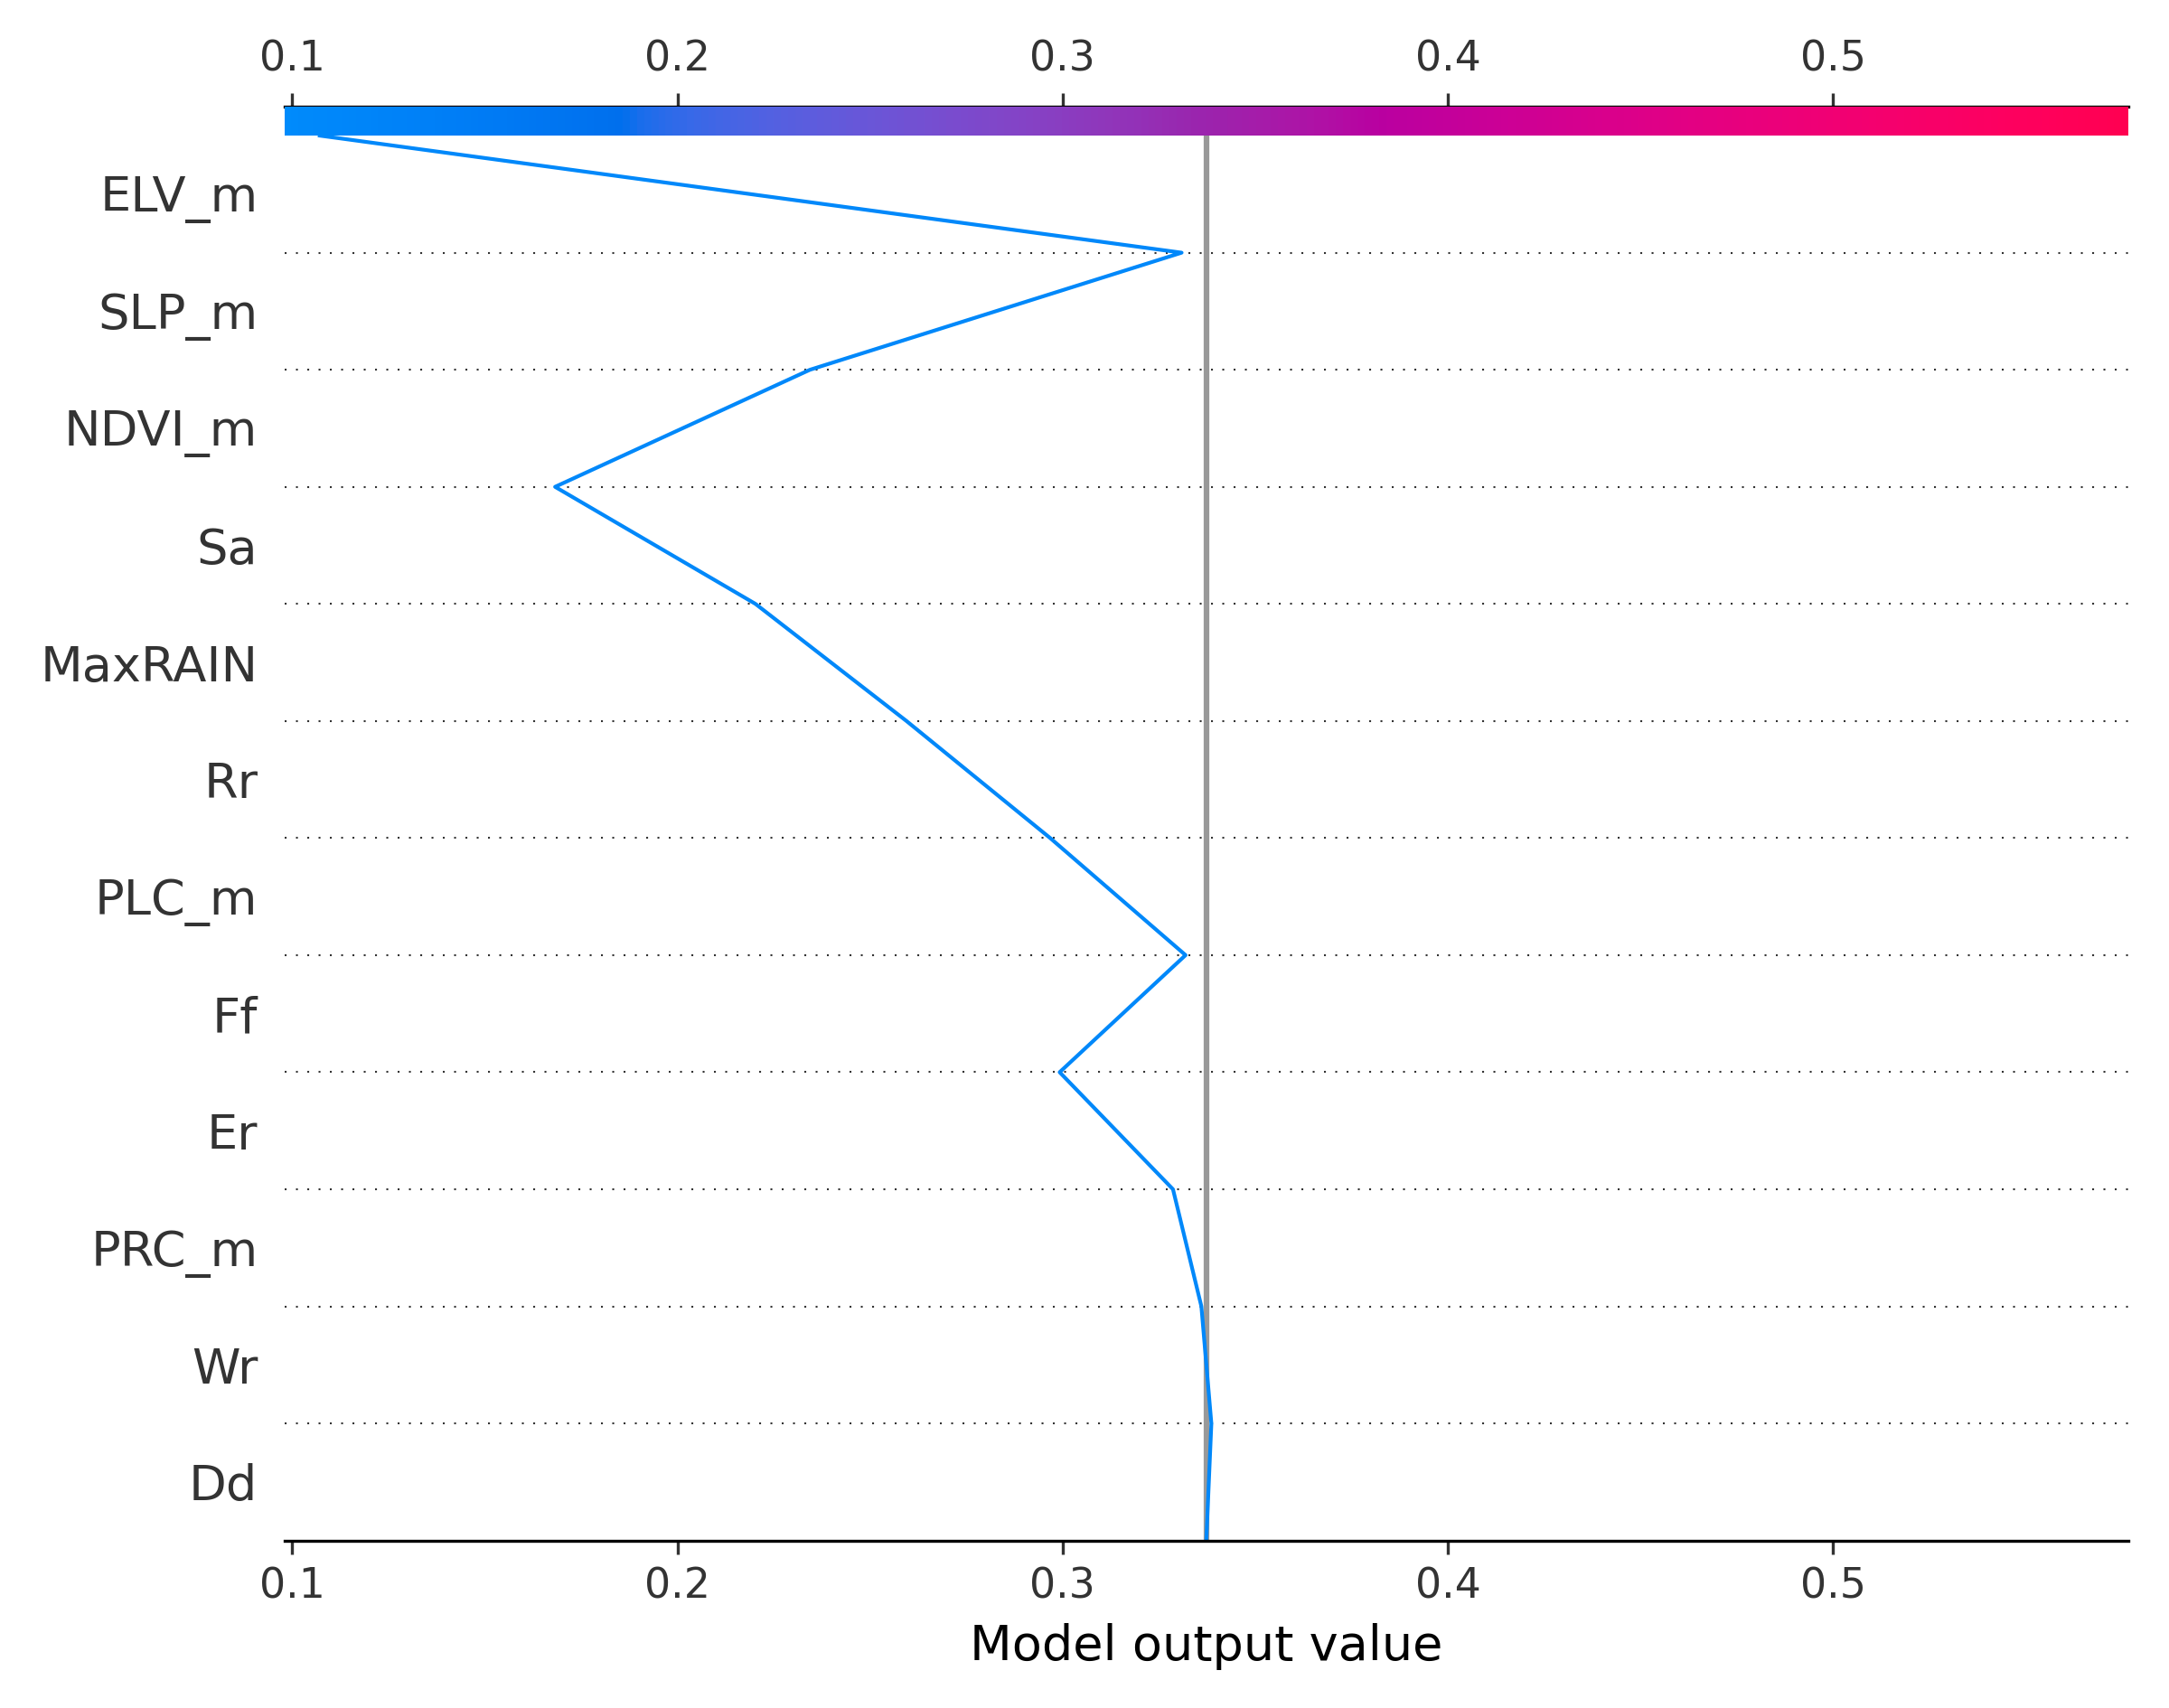 0.1 0.2 0.3 0.4 0.5
ELV_m
SLP_m
NDVI_m
Sa
MaxRAIN
Rr
PLC_m
Ff
Er
PRC_m
Wr
Dd
0.1 0.2 0.3 0.4 0.5
Model output value